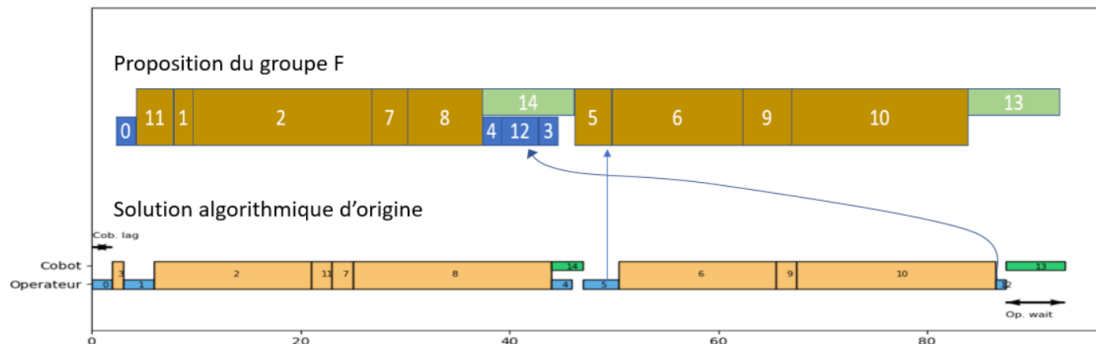 Proposition du groupe F
14 13
0 11 1 2 7 8 4 12 3 5 6 9 10
Solution algorithmique d’origine
Cob. lag
Cobot 3 2 11 7 8 14 6 9 10 13
Operateur 0 1 4 5 12
Op. wait
0 20 40 60 80